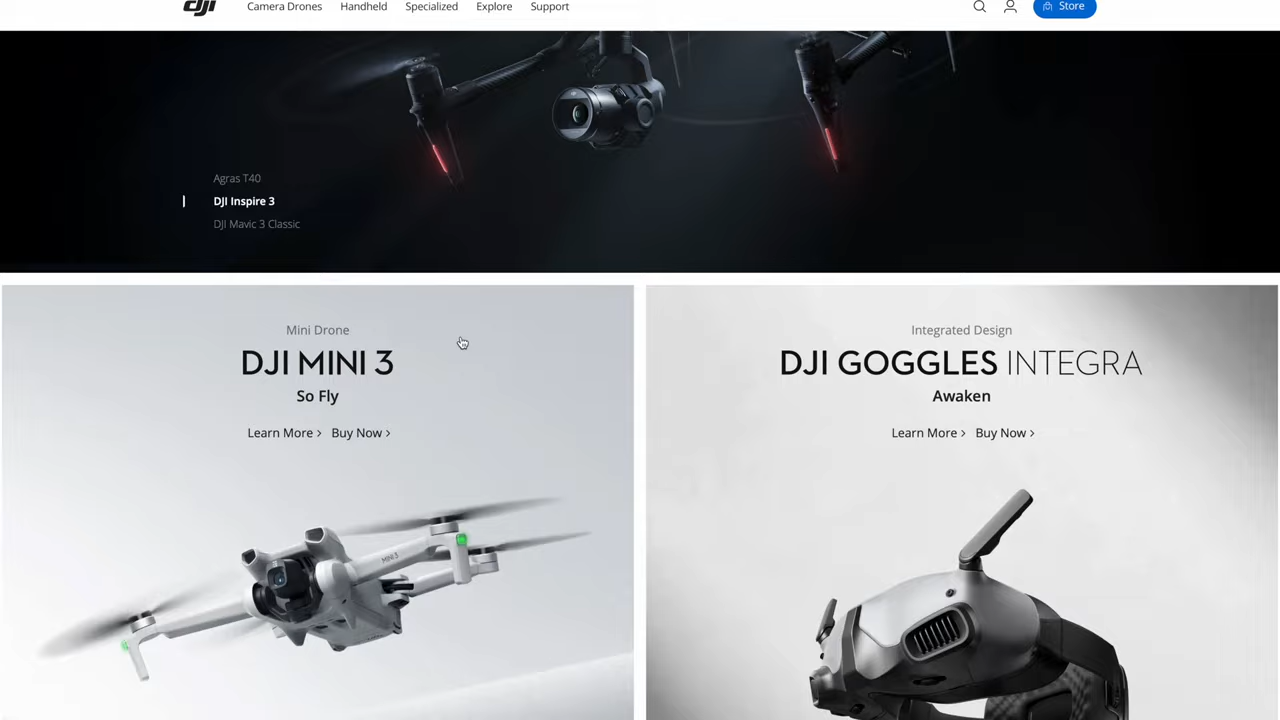 dji Camera Drones Handheld Specialized Explore Support Store
Agras T40
DJI Inspire 3
DJI Mavic 3 Classic
Mini Drone
DJI MINI 3
So Fly
Learn More > Buy Now >
MINI 3
Integrated Design
DJI GOGGLES INTEGRA
Awaken
Learn More > Buy Now >